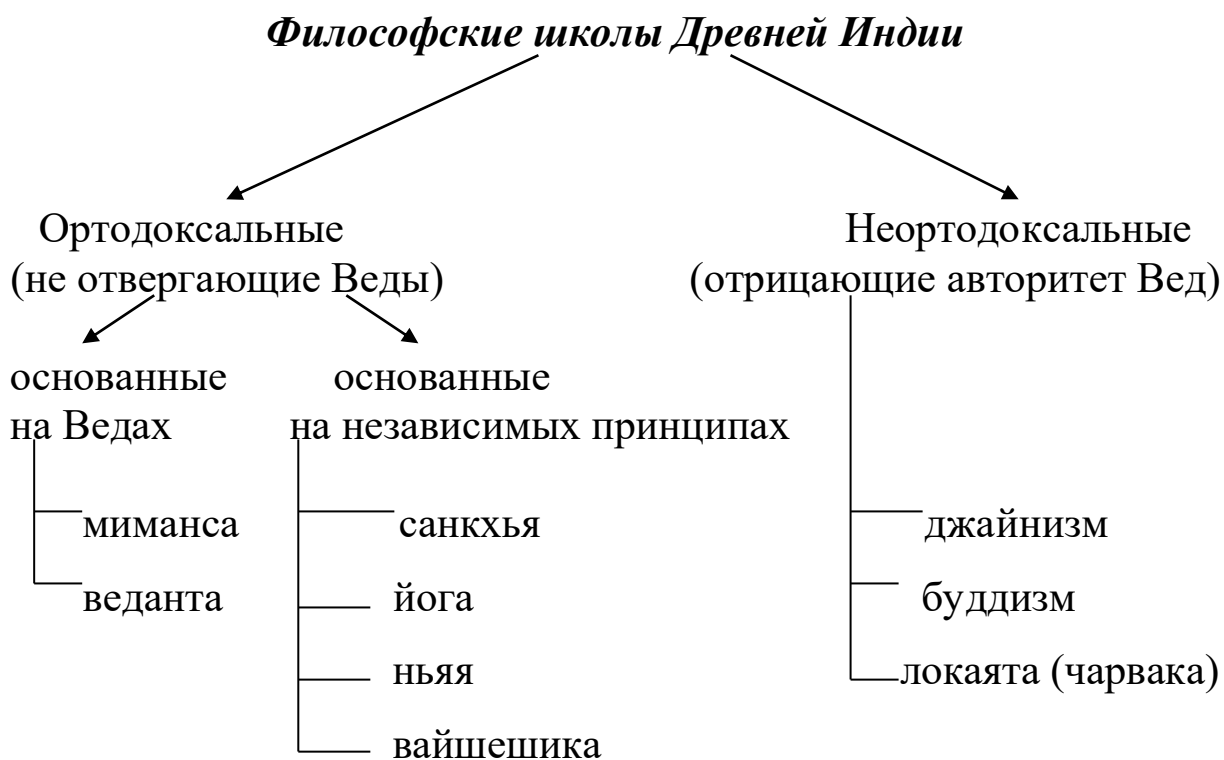 Философские школы Древней Индии
Ортодоксальные
(не отвергающие Веды)
Неортодоксальные
(отрицающие авторитет Вед)
основанные
на Ведах
основанные
на независимых принципах
миманса
веданта
санкхья
йога
ньяя
вайшешика
джайнизм
буддизм
локаята (чарвака)